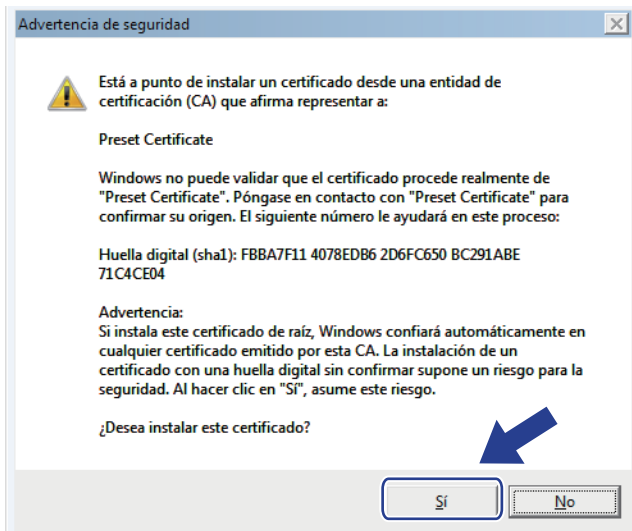 Advertencia de seguridad
Está a punto de instalar un certificado desde una entidad de
certificación (CA) que afirma representar a:
Preset Certificate
Windows no puede validar que el certificado procede realmente de
"Preset Certificate". Póngase en contacto con "Preset Certificate" para
confirmar su origen. El siguiente número le ayudará en este proceso:
Huella digital (sha1): FBBA7F11 4078EDB6 2D6FC650 BC291ABE
71C4CE04
Advertencia:
Si instala este certificado de raíz, Windows confiará automáticamente en
cualquier certificado emitido por esta CA. La instalación de un
certificado con una huella digital sin confirmar supone un riesgo para la
seguridad. Al hacer clic en "Sí", asume este riesgo.
¿Desea instalar este certificado?
Sí No